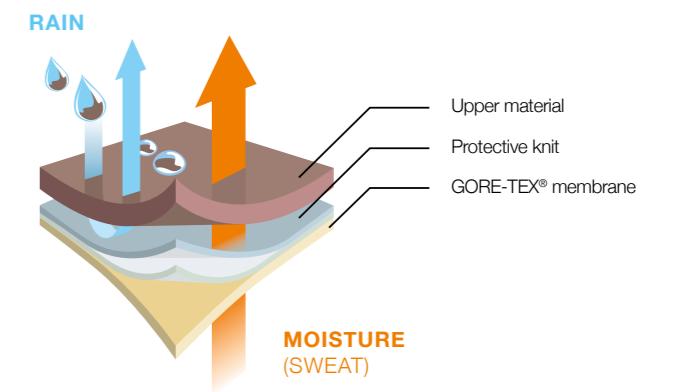 RAIN
Upper material
Protective knit
GORE-TEX® membrane
MOISTURE
(SWEAT)